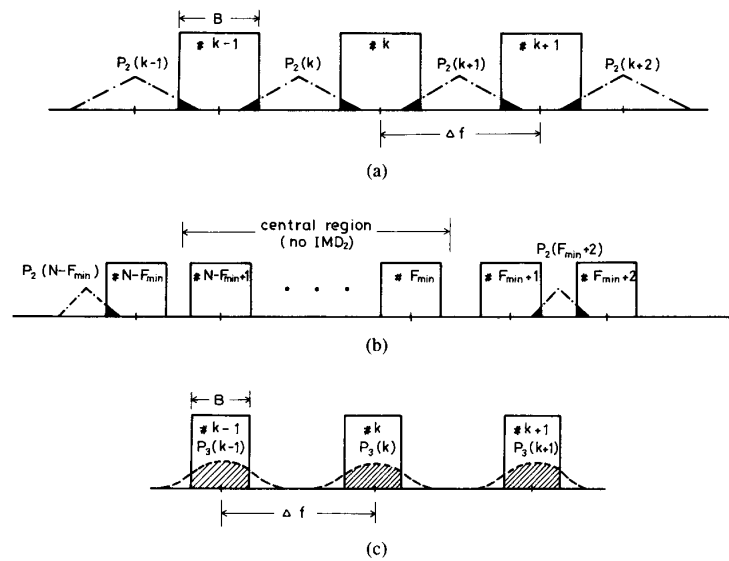 B
# k-1 # k # k+1
P₂(k-1) P₂(k) P₂(k+1) P₂(k+2)
Δ f
(a)
central region
( no IMD₂)
P₂(N-Fmin) # N-Fmin # N-Fmin+1 . . . # Fmin # Fmin+1 P₂(Fmin+2) # Fmin+2
(b)
B
# k-1 # k # k+1
P₃(k-1) P₃(k) P₃(k+1)
Δ f
(c)